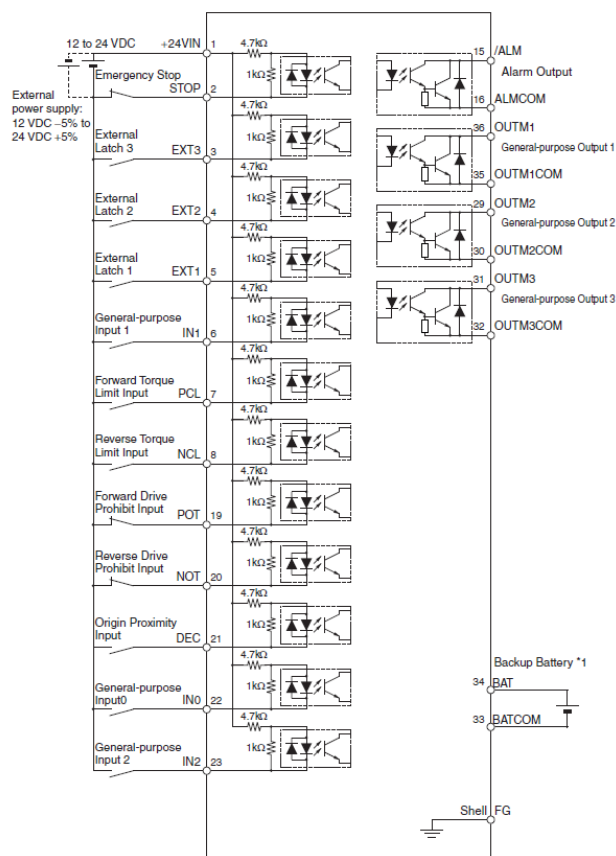 12 to 24 VDC +24VIN 1
4.7kΩ
1kΩ
Emergency Stop
STOP 2
External
power supply:
12 VDC –5% to
24 VDC +5%
4.7kΩ
1kΩ
External
Latch 3 EXT3 3
4.7kΩ
1kΩ
External
Latch 2 EXT2 4
4.7kΩ
1kΩ
External
Latch 1 EXT1 5
4.7kΩ
1kΩ
General-purpose
Input 1 IN1 6
4.7kΩ
1kΩ
Forward Torque
Limit Input PCL 7
4.7kΩ
1kΩ
Reverse Torque
Limit Input NCL 8
4.7kΩ
1kΩ
Forward Drive
Prohibit Input POT 19
4.7kΩ
1kΩ
Reverse Drive
Prohibit Input NOT 20
4.7kΩ
1kΩ
Origin Proximity
Input DEC 21
4.7kΩ
1kΩ
General-purpose
Input0 IN0 22
4.7kΩ
1kΩ
General-purpose
Input 2 IN2 23
15 /ALM
Alarm Output
16 ALMCOM
36 OUTM1
General-purpose Output 1
35 OUTM1COM
29 OUTM2
General-purpose Output 2
30 OUTM2COM
31 OUTM3
General-purpose Output 3
32 OUTM3COM
Backup Battery *1
34 BAT
33 BATCOM
Shell FG